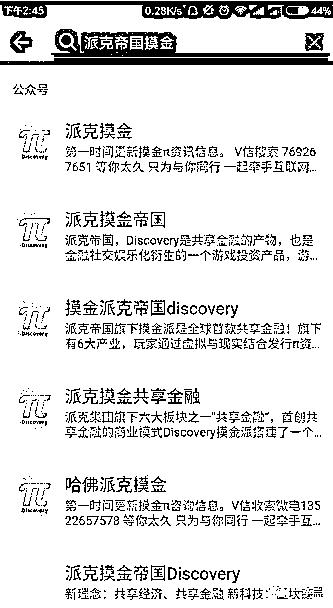 下午2:45
0.28K/s
44%
派克帝国摸金
公众号
派克摸金
第一时间更新摸金π资讯信息。V信搜索 76926
7651 等你太久 只为与你同行 一起牵手互联网...
派克摸金帝国
派克帝国，Discovery是共享金融的产物，也是
金融社交娱乐化衍生的一个游戏投资产品，游...
摸金派克帝国discovery
派克帝国旗下摸金派是全球首款共享金融！旗下
有6大产业，玩家通过虚拟与现实结合发行π资...
派克摸金共享金融
派克集团旗下六大板块之一“共享金融”，首创共
享金融的商业模式Discovery摸金派搭建了一个...
哈佛派克摸金
第一时间更新摸金π咨询信息。V信收索微电135
22657578 等你太久 只为与你同行 一起牵手互...
派克摸金帝国Discovery
新理念：共享经济、共享金融 新科技：
π
Discovery
π
Discovery
π
Discovery
π
Discovery
π
Discovery